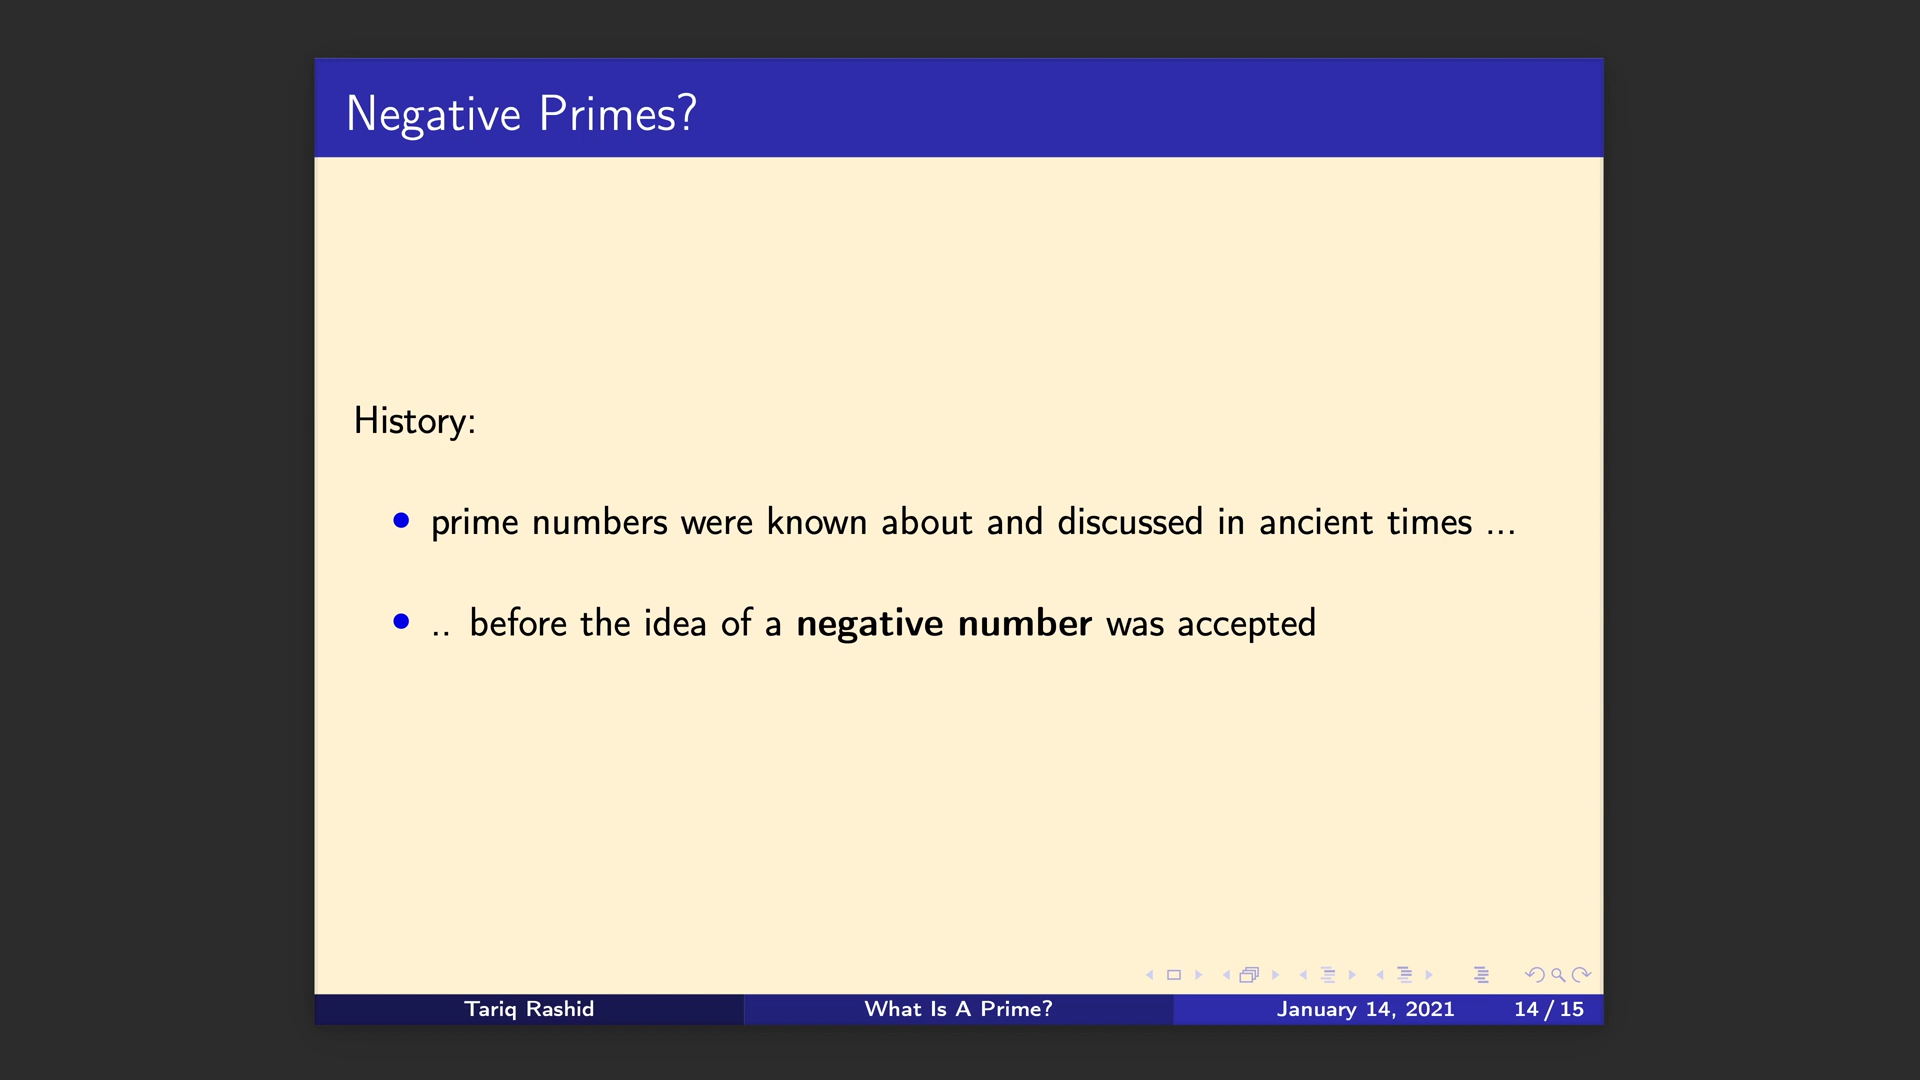 Negative Primes?
History:
• prime numbers were known about and discussed in ancient times ...
• .. before the idea of a negative number was accepted
Tariq Rashid
What Is A Prime?
January 14, 2021
14 / 15